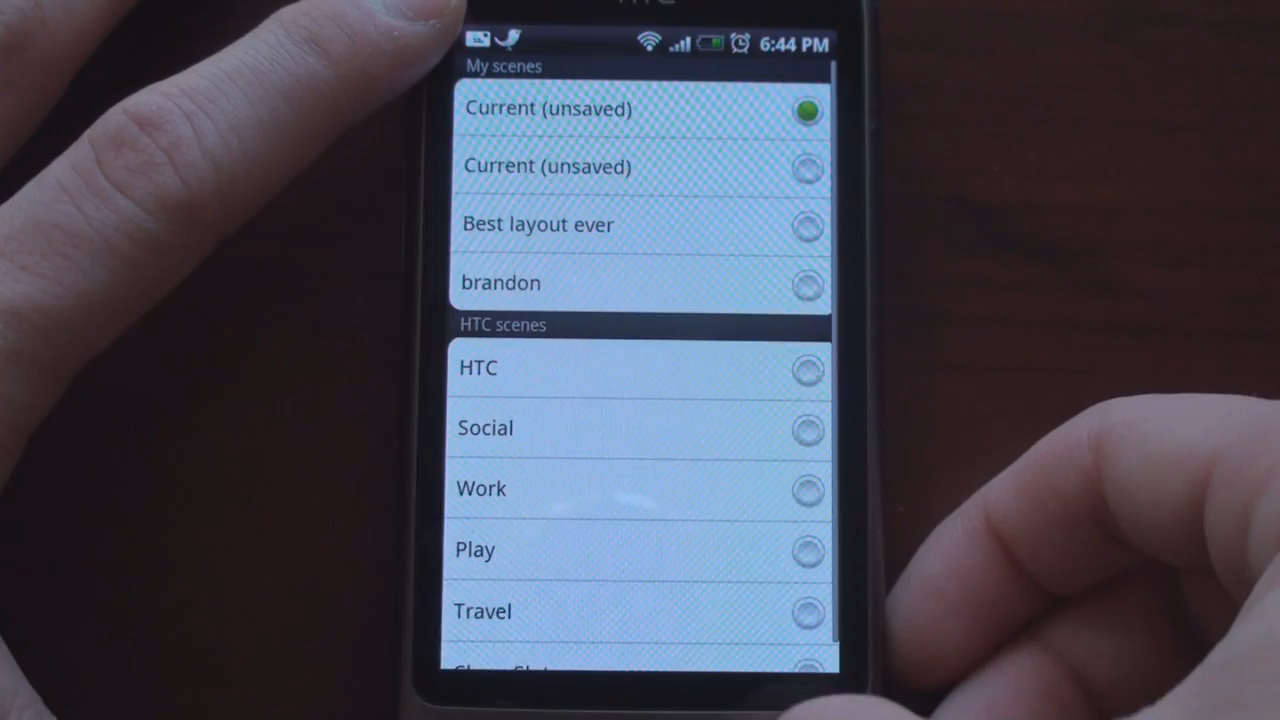 6:44 PM
My scenes
Current (unsaved)
Current (unsaved)
Best layout ever
brandon
HTC scenes
HTC
Social
Work
Play
Travel